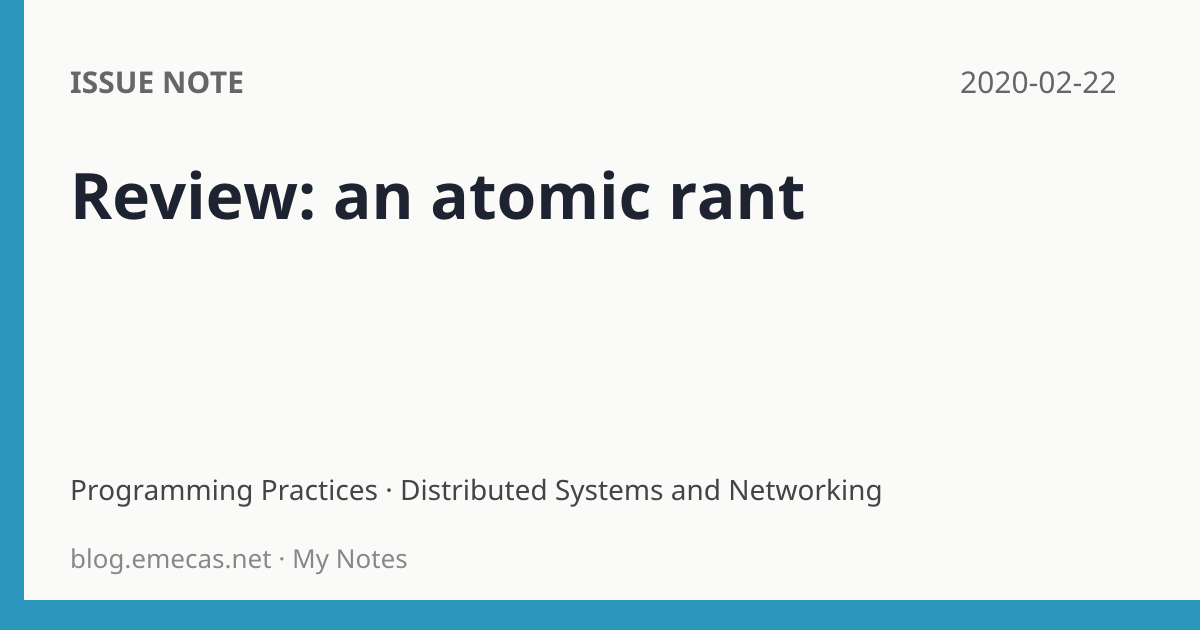 ISSUE NOTE
2020-02-22
Review: an atomic rant
Programming Practices · Distributed Systems and Networking
blog.emecas.net · My Notes